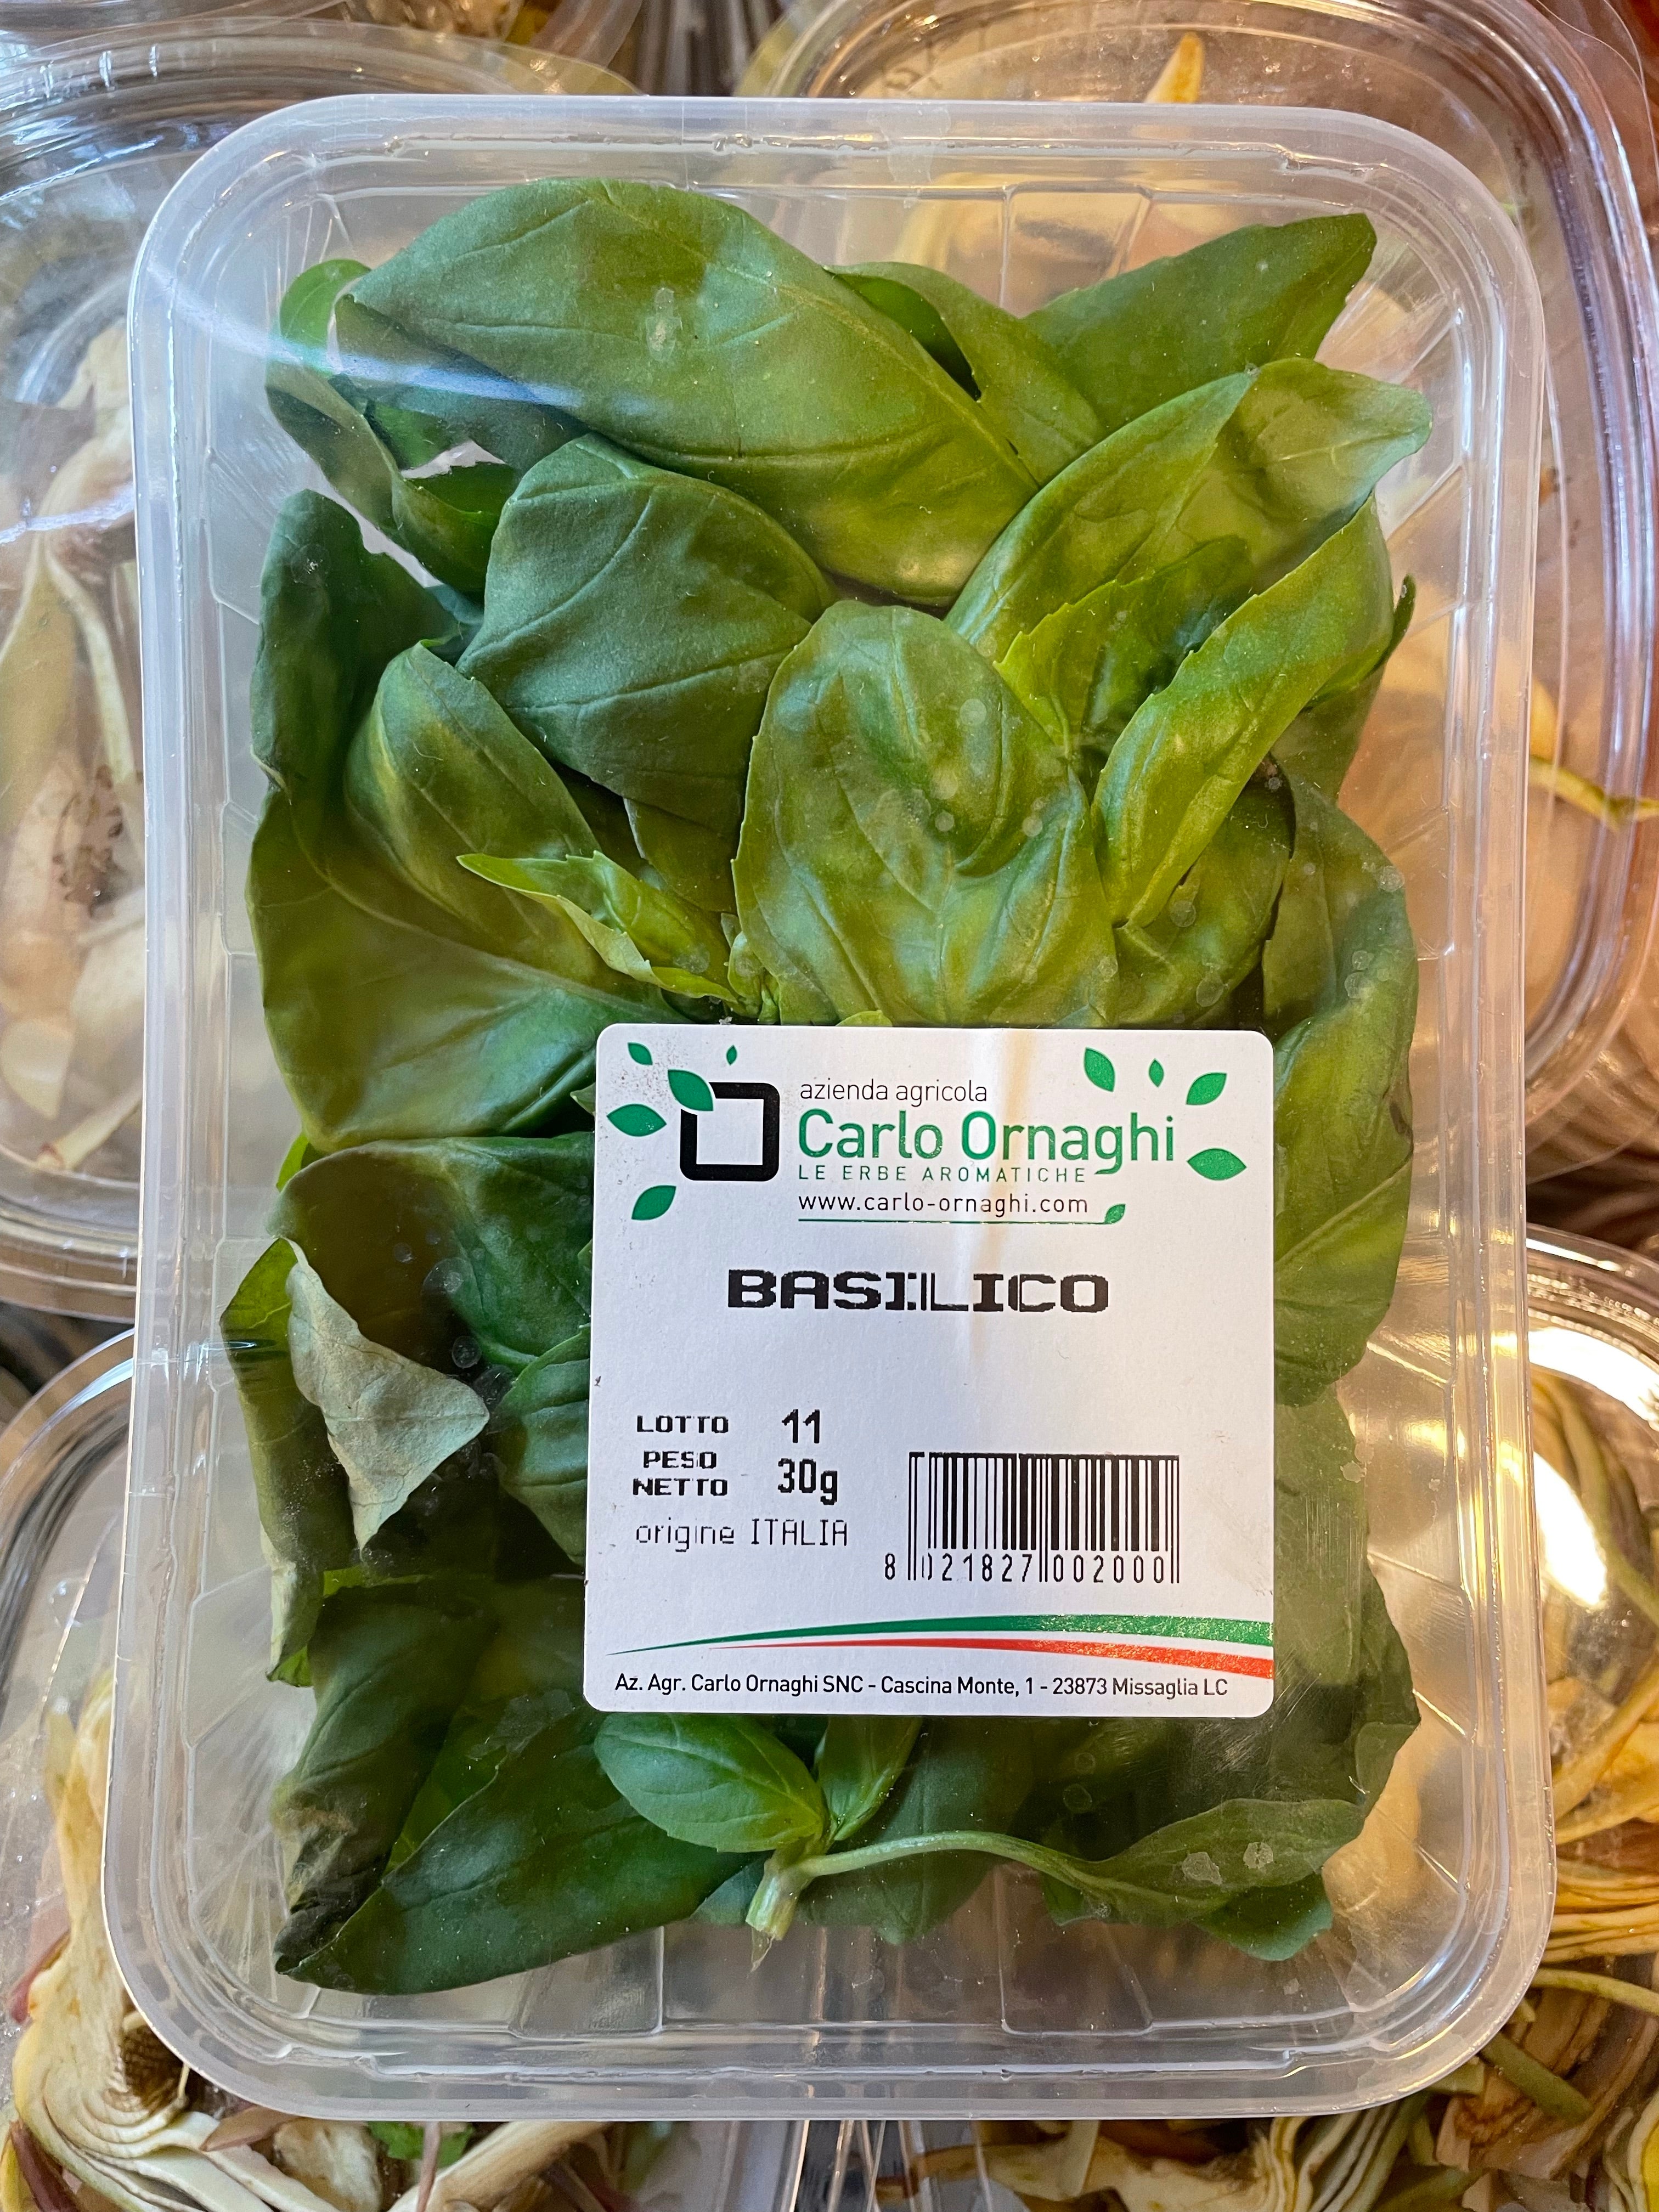 azienda agricola
Carlo Ornaghi
LE ERBE AROMATICHE
www.carlo-ornaghi.com
BASILICO
LOTTO 11
PESO
NETTO 30g
origine ITALIA
8 021827 002000
Az. Agr. Carlo Ornaghi SNC - Cascina Monte, 1 - 23873 Missaglia LC